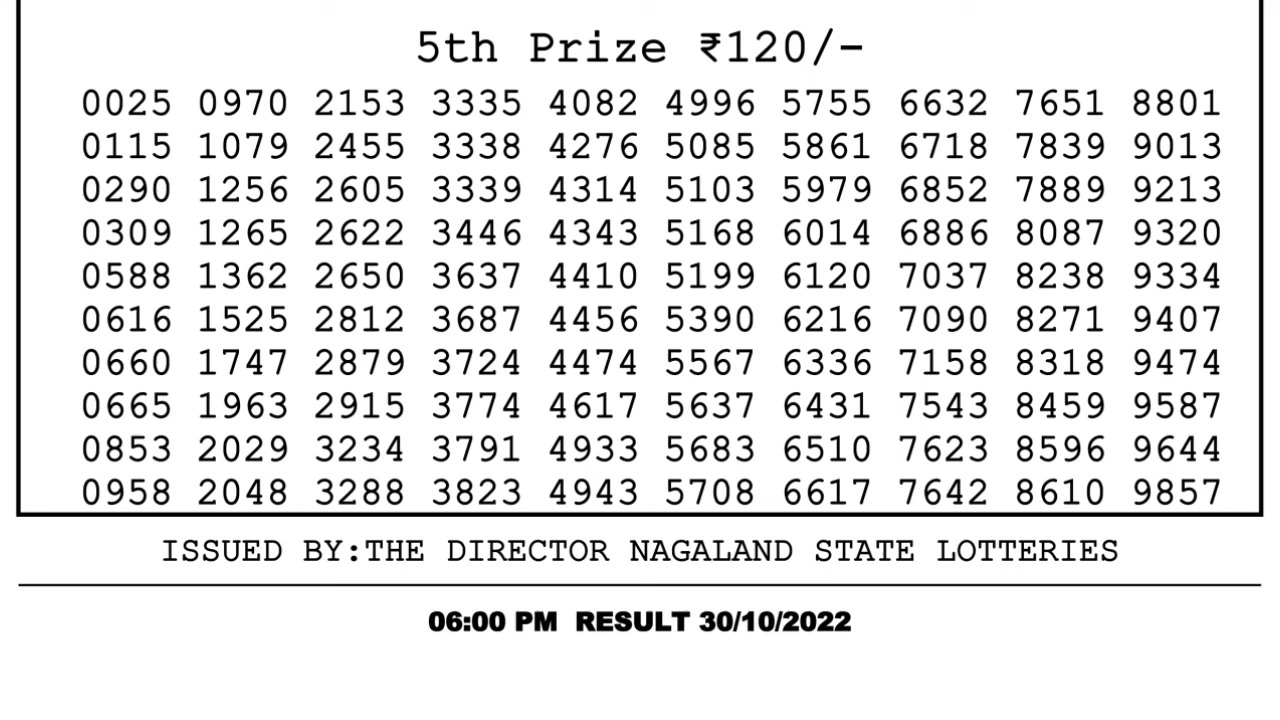 5th Prize ₹120/-
0025 0970 2153 3335 4082 4996 5755 6632 7651 8801
0115 1079 2455 3338 4276 5085 5861 6718 7839 9013
0290 1256 2605 3339 4314 5103 5979 6852 7889 9213
0309 1265 2622 3446 4343 5168 6014 6886 8087 9320
0588 1362 2650 3637 4410 5199 6120 7037 8238 9334
0616 1525 2812 3687 4456 5390 6216 7090 8271 9407
0660 1747 2879 3724 4474 5567 6336 7158 8318 9474
0665 1963 2915 3774 4617 5637 6431 7543 8459 9587
0853 2029 3234 3791 4933 5683 6510 7623 8596 9644
0958 2048 3288 3823 4943 5708 6617 7642 8610 9857
ISSUED BY:THE DIRECTOR NAGALAND STATE LOTTERIES
06:00 PM RESULT 30/10/2022